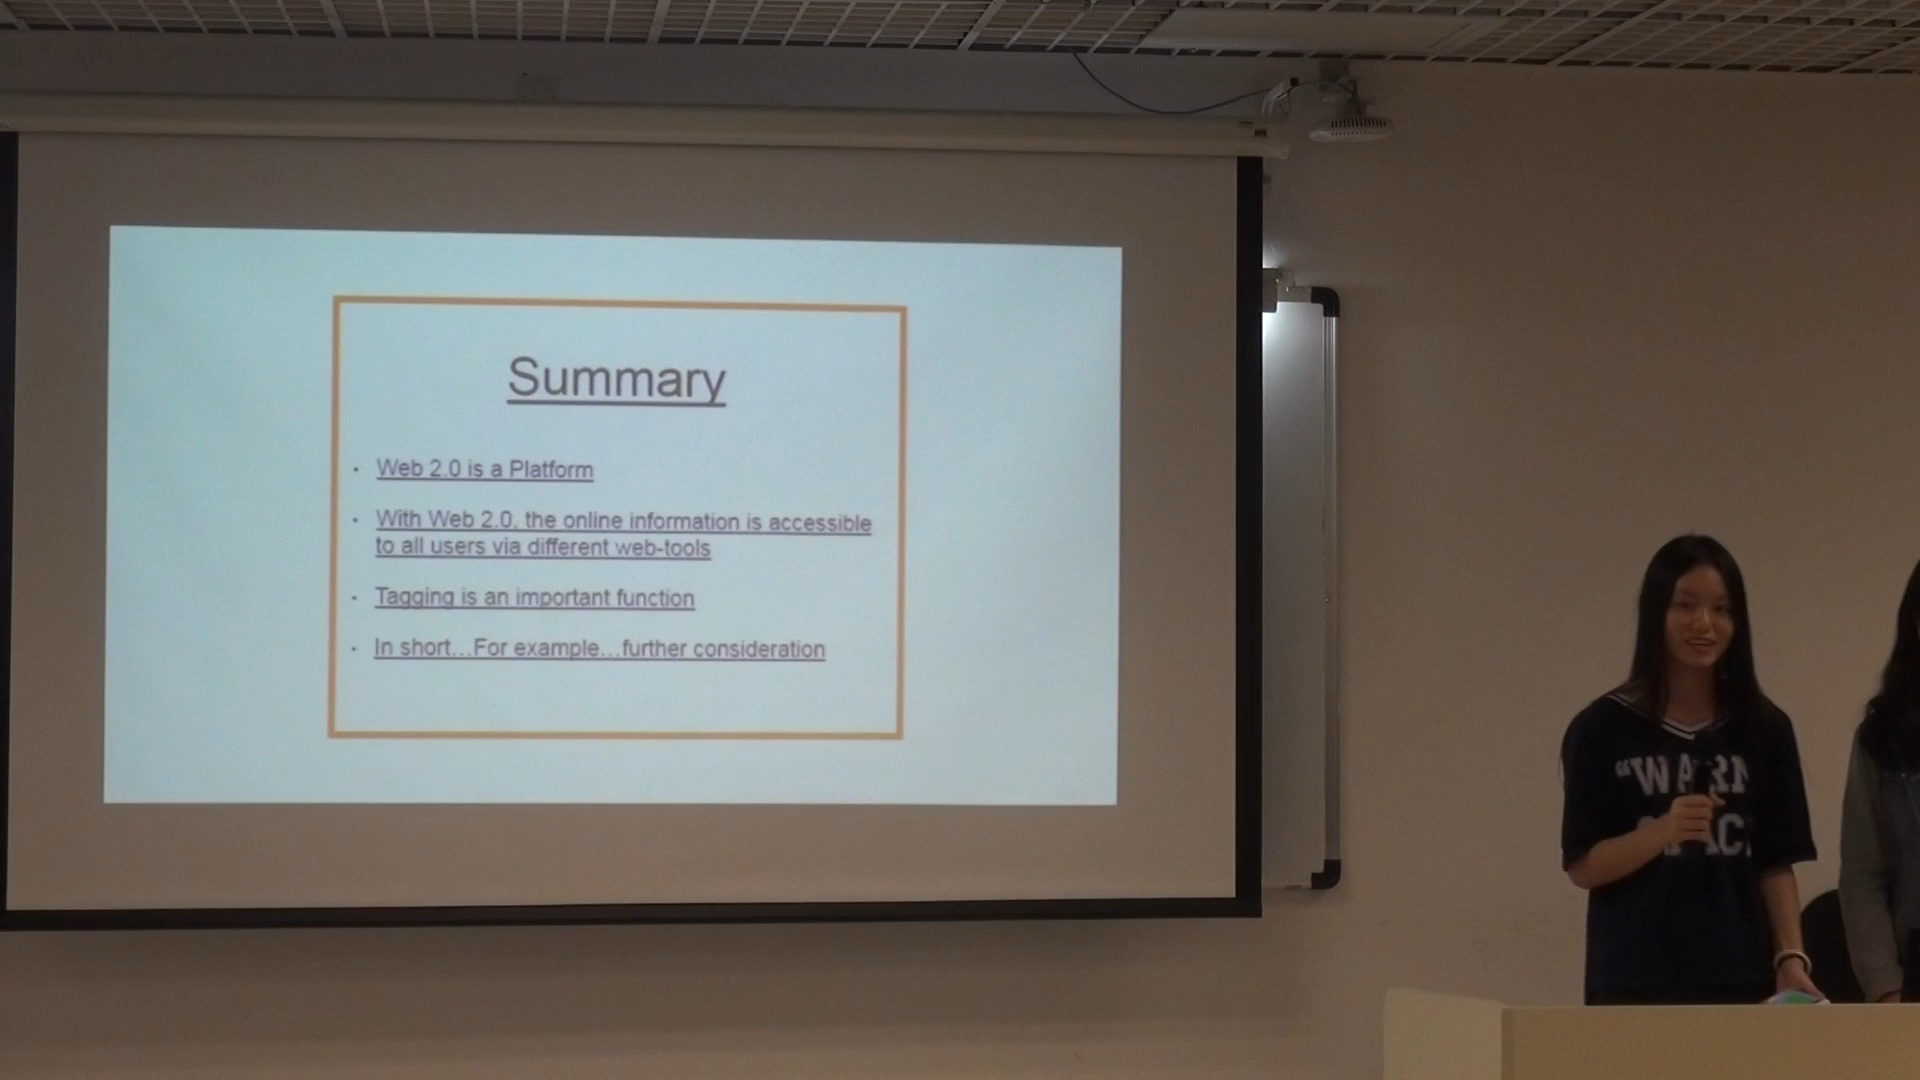 Summary
• Web 2.0 is a Platform
• With Web 2.0, the online information is accessible
to all users via different web-tools
• Tagging is an important function
• In short...For example...further consideration